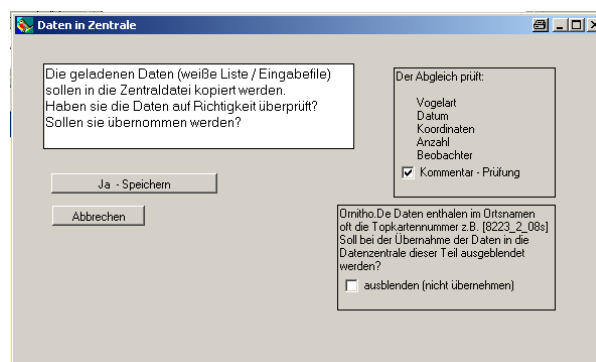 Daten in Zentrale
Die geladenen Daten (weiße Liste / Eingabefile)
sollen in die Zentraldatei kopiert werden.
Haben sie die Daten auf Richtigkeit überprüft?
Sollen sie übernommen werden?
Ja - Speichern
Abbrechen
Der Abgleich prüft:
Vogelart
Datum
Koordinaten
Anzahl
Beobachter
Kommentar - Prüfung
Ornitho.De Daten enthalen im Ortsnamen
oft die Topkartennummer z.B. [8223_2_08s]
Soll bei der Übernahme der Daten in die
Datenzentrale dieser Teil ausgeblendet
werden?
ausblenden (nicht übernehmen)